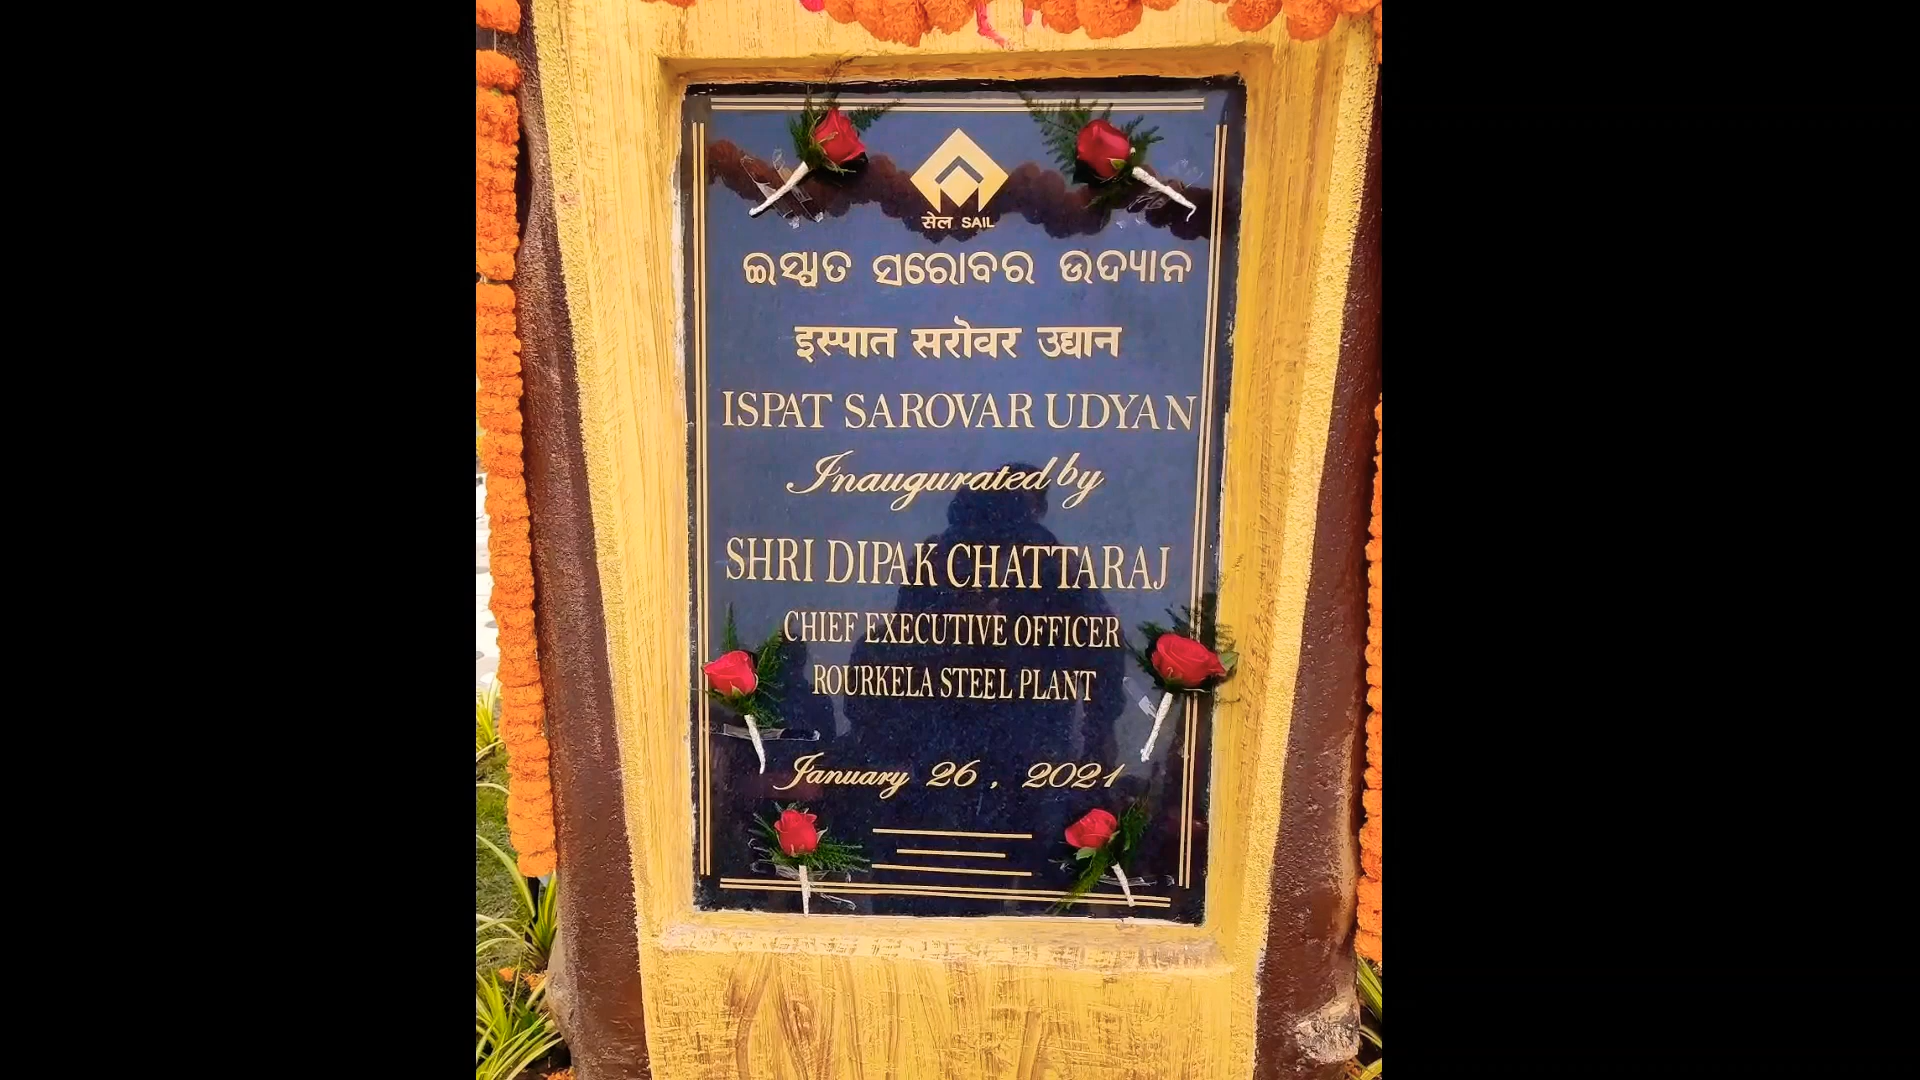 सेल SAIL
ଇସ୍ପାତ ସରୋବର ଉଦ୍ୟାନ
इस्पात सरोवर उद्यान
ISPAT SAROVAR UDYAN
Inaugurated by
SHRI DIPAK CHATTARAJ
CHIEF EXECUTIVE OFFICER
ROURKELA STEEL PLANT
January 26, 2021